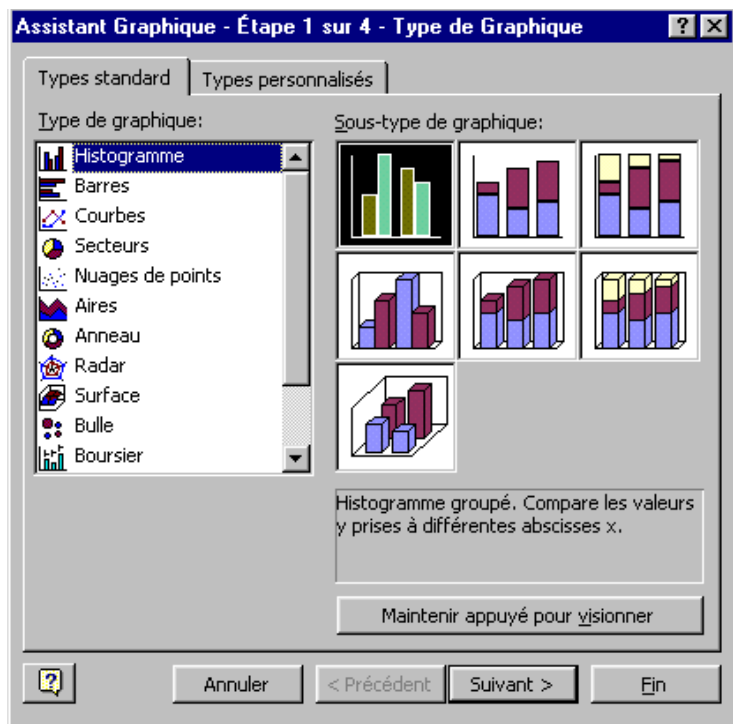 Assistant Graphique - Étape 1 sur 4 - Type de Graphique
Types standard
Types personnalisés
Type de graphique:
Histogramme
Barres
Courbes
Secteurs
Nuages de points
Aires
Anneau
Radar
Surface
Bulle
Boursier
Sous-type de graphique:
Histogramme groupé. Compare les valeurs
y prises à différentes abscisses x.
Maintenir appuyé pour visionner
Annuler
< Précédent
Suivant >
Fin